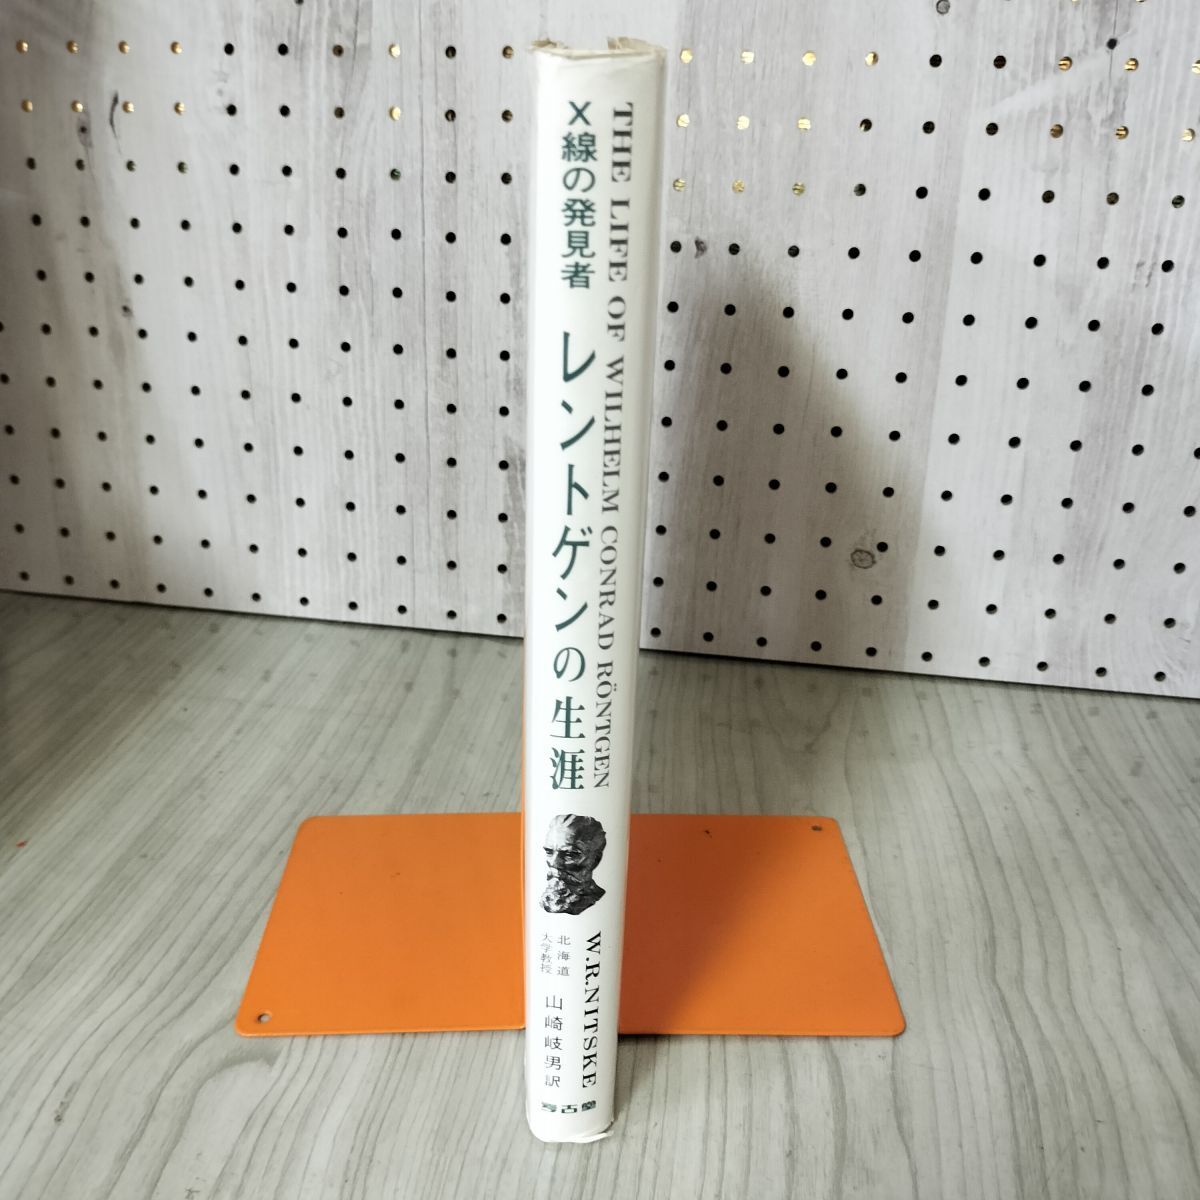 THE LIFE OF WILHELM CONRAD RÖNTGEN
X線の発見者 レントゲンの生涯
W.R.NITSKE
北海道
大学教授
山崎岐男訳
考古堂